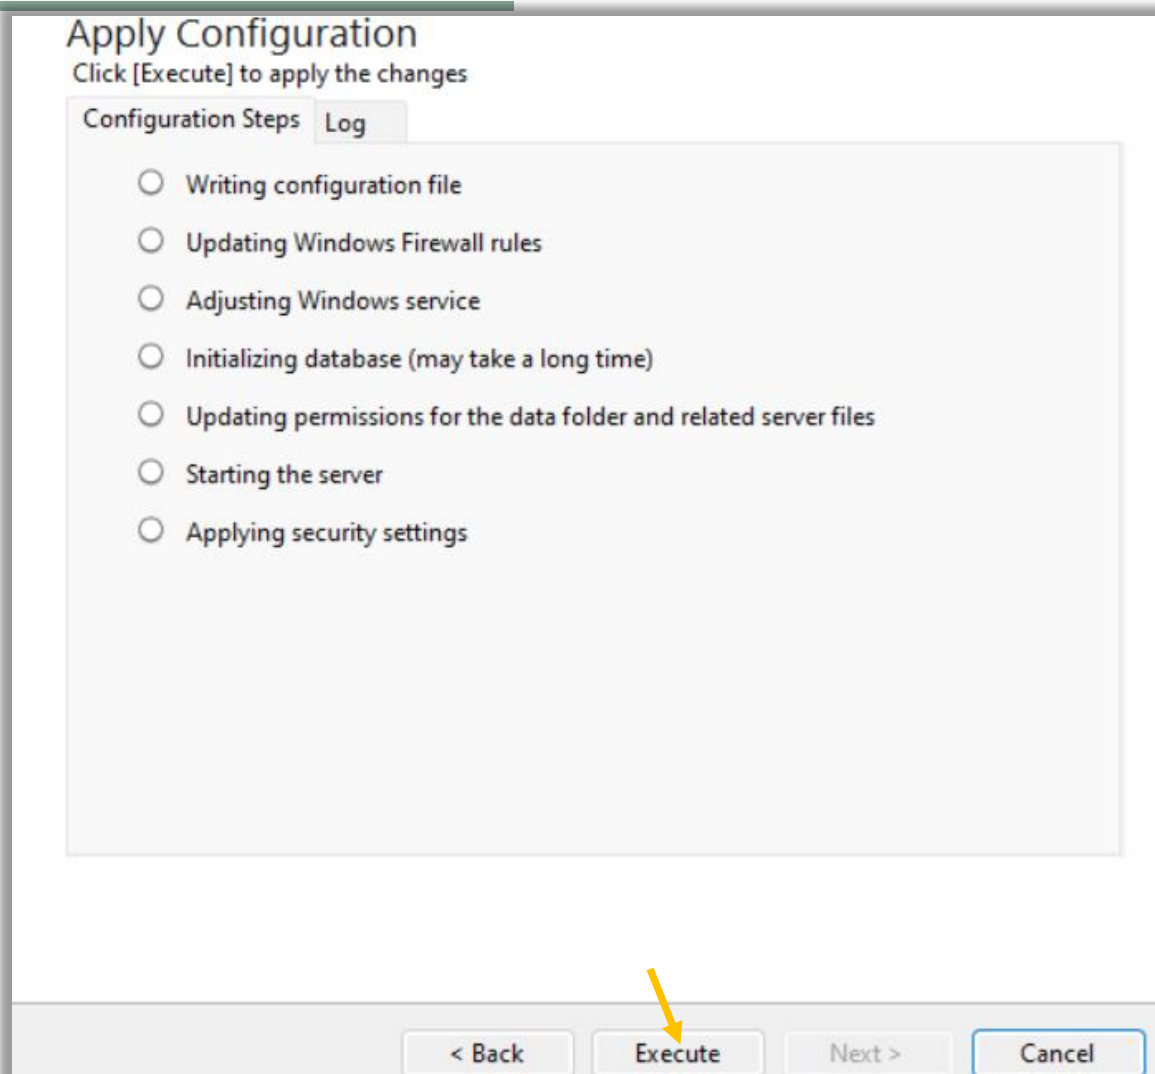 Apply Configuration
Click [Execute] to apply the changes
Configuration Steps Log
Writing configuration file
Updating Windows Firewall rules
Adjusting Windows service
Initializing database (may take a long time)
Updating permissions for the data folder and related server files
Starting the server
Applying security settings
< Back Execute Next > Cancel